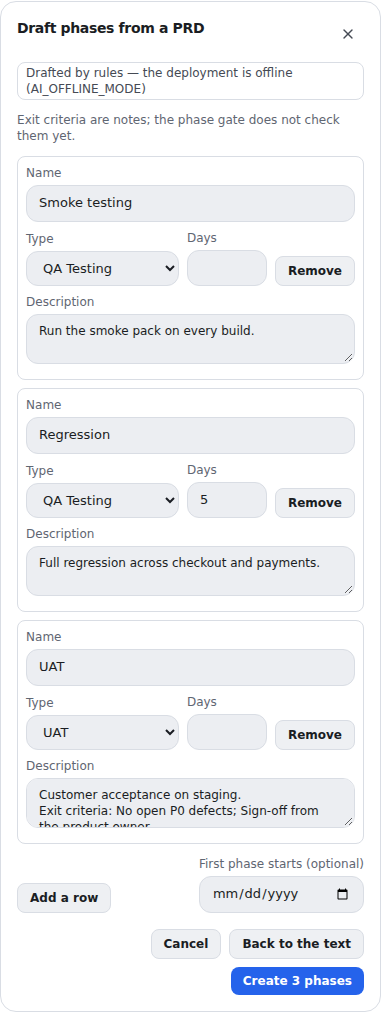 Draft phases from a PRD
Drafted by rules — the deployment is offline
(AI_OFFLINE_MODE)
Exit criteria are notes; the phase gate does not check
them yet.
Name
Smoke testing
Type
Days
QA Testing
Remove
Description
Run the smoke pack on every build.
Name
Regression
Type
Days
QA Testing
5
Remove
Description
Full regression across checkout and payments.
Name
UAT
Type
Days
UAT
Remove
Description
Customer acceptance on staging.
Exit criteria: No open P0 defects; Sign-off from
the product owner
First phase starts (optional)
Add a row
mm/dd/yyyy
Cancel
Back to the text
Create 3 phases